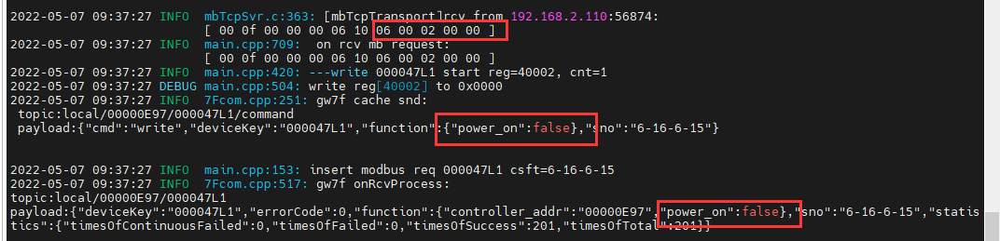 2022-05-07 09:37:27 INFO mbTcpSvr.c:363: [mbTcpTransport]rcv from 192.168.2.110:56874:
[ 00 0f 00 00 00 06 10 06 00 02 00 00 ]
2022-05-07 09:37:27 INFO main.cpp:709: on rcv mb request:
[ 00 0f 00 00 00 06 10 06 00 02 00 00 ]
2022-05-07 09:37:27 INFO main.cpp:420: ---write 000047L1 start reg=40002, cnt=1
2022-05-07 09:37:27 DEBUG main.cpp:504: write reg[40002] to 0x0000
2022-05-07 09:37:27 INFO 7Fcom.cpp:251: gw7f cache snd:
topic:local/00000E97/000047L1/command
payload:{"cmd":"write","deviceKey":"000047L1","function":{"power_on":false},"sno":"6-16-6-15"}
2022-05-07 09:37:27 INFO main.cpp:153: insert modbus req 000047L1 csft=6-16-6-15
2022-05-07 09:37:27 INFO 7Fcom.cpp:517: gw7f onRcvProcess:
topic:local/00000E97/000047L1
payload:{"deviceKey":"000047L1","errorCode":0,"function":{"controller_addr":"00000E97","power_on":false},"sno":"6-16-6-15","statis
tics":{"timesOfContinuousFailed":0,"timesOfFailed":0,"timesOfSuccess":201,"timesOfTotal":201}}